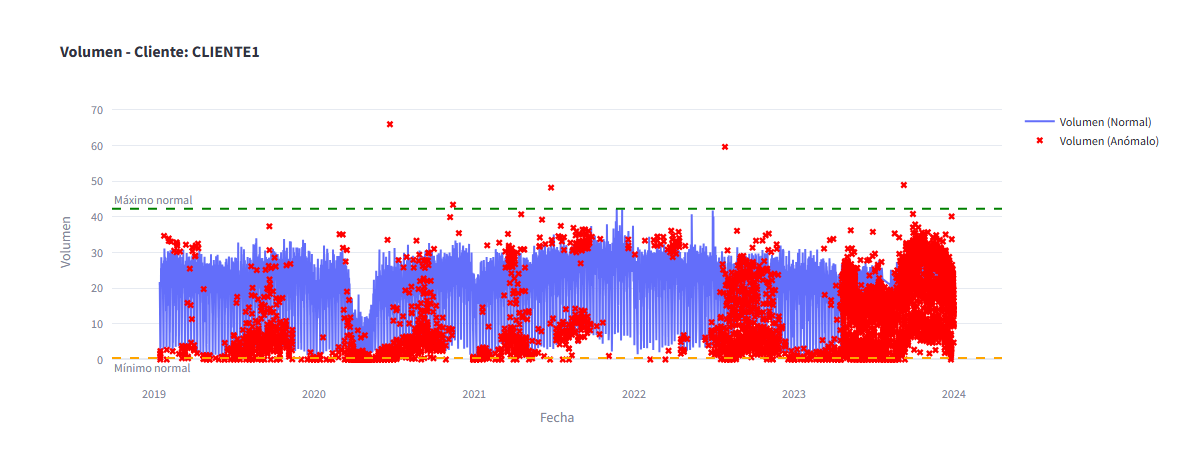 Volumen - Cliente: CLIENTE1
70
60
50
40
30
20
10
0
Volumen
Máximo normal
Mínimo normal
2019
2020
2021
2022
2023
2024
Fecha
Volumen (Normal)
Volumen (Anómalo)